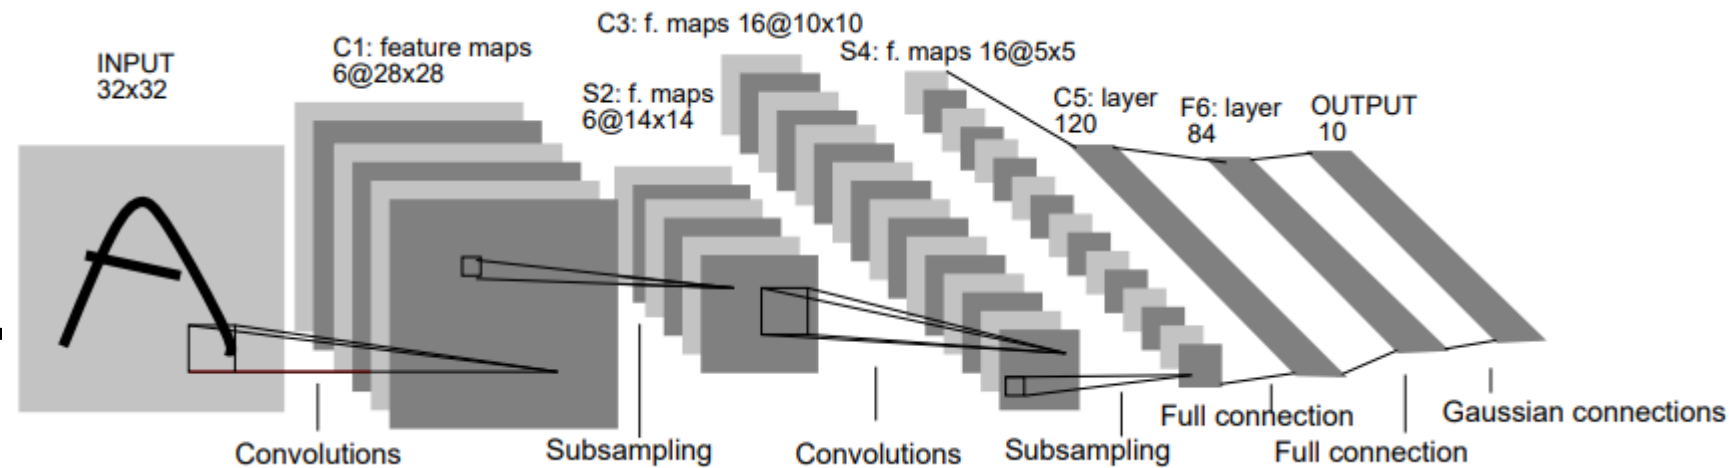 INPUT
32x32
C1: feature maps
6@28x28
S2: f. maps
6@14x14
C3: f. maps 16@10x10
S4: f. maps 16@5x5
C5: layer
120
F6: layer
84
OUTPUT
10
Convolutions
Subsampling
Convolutions
Subsampling
Full connection
Full connection
Gaussian connections